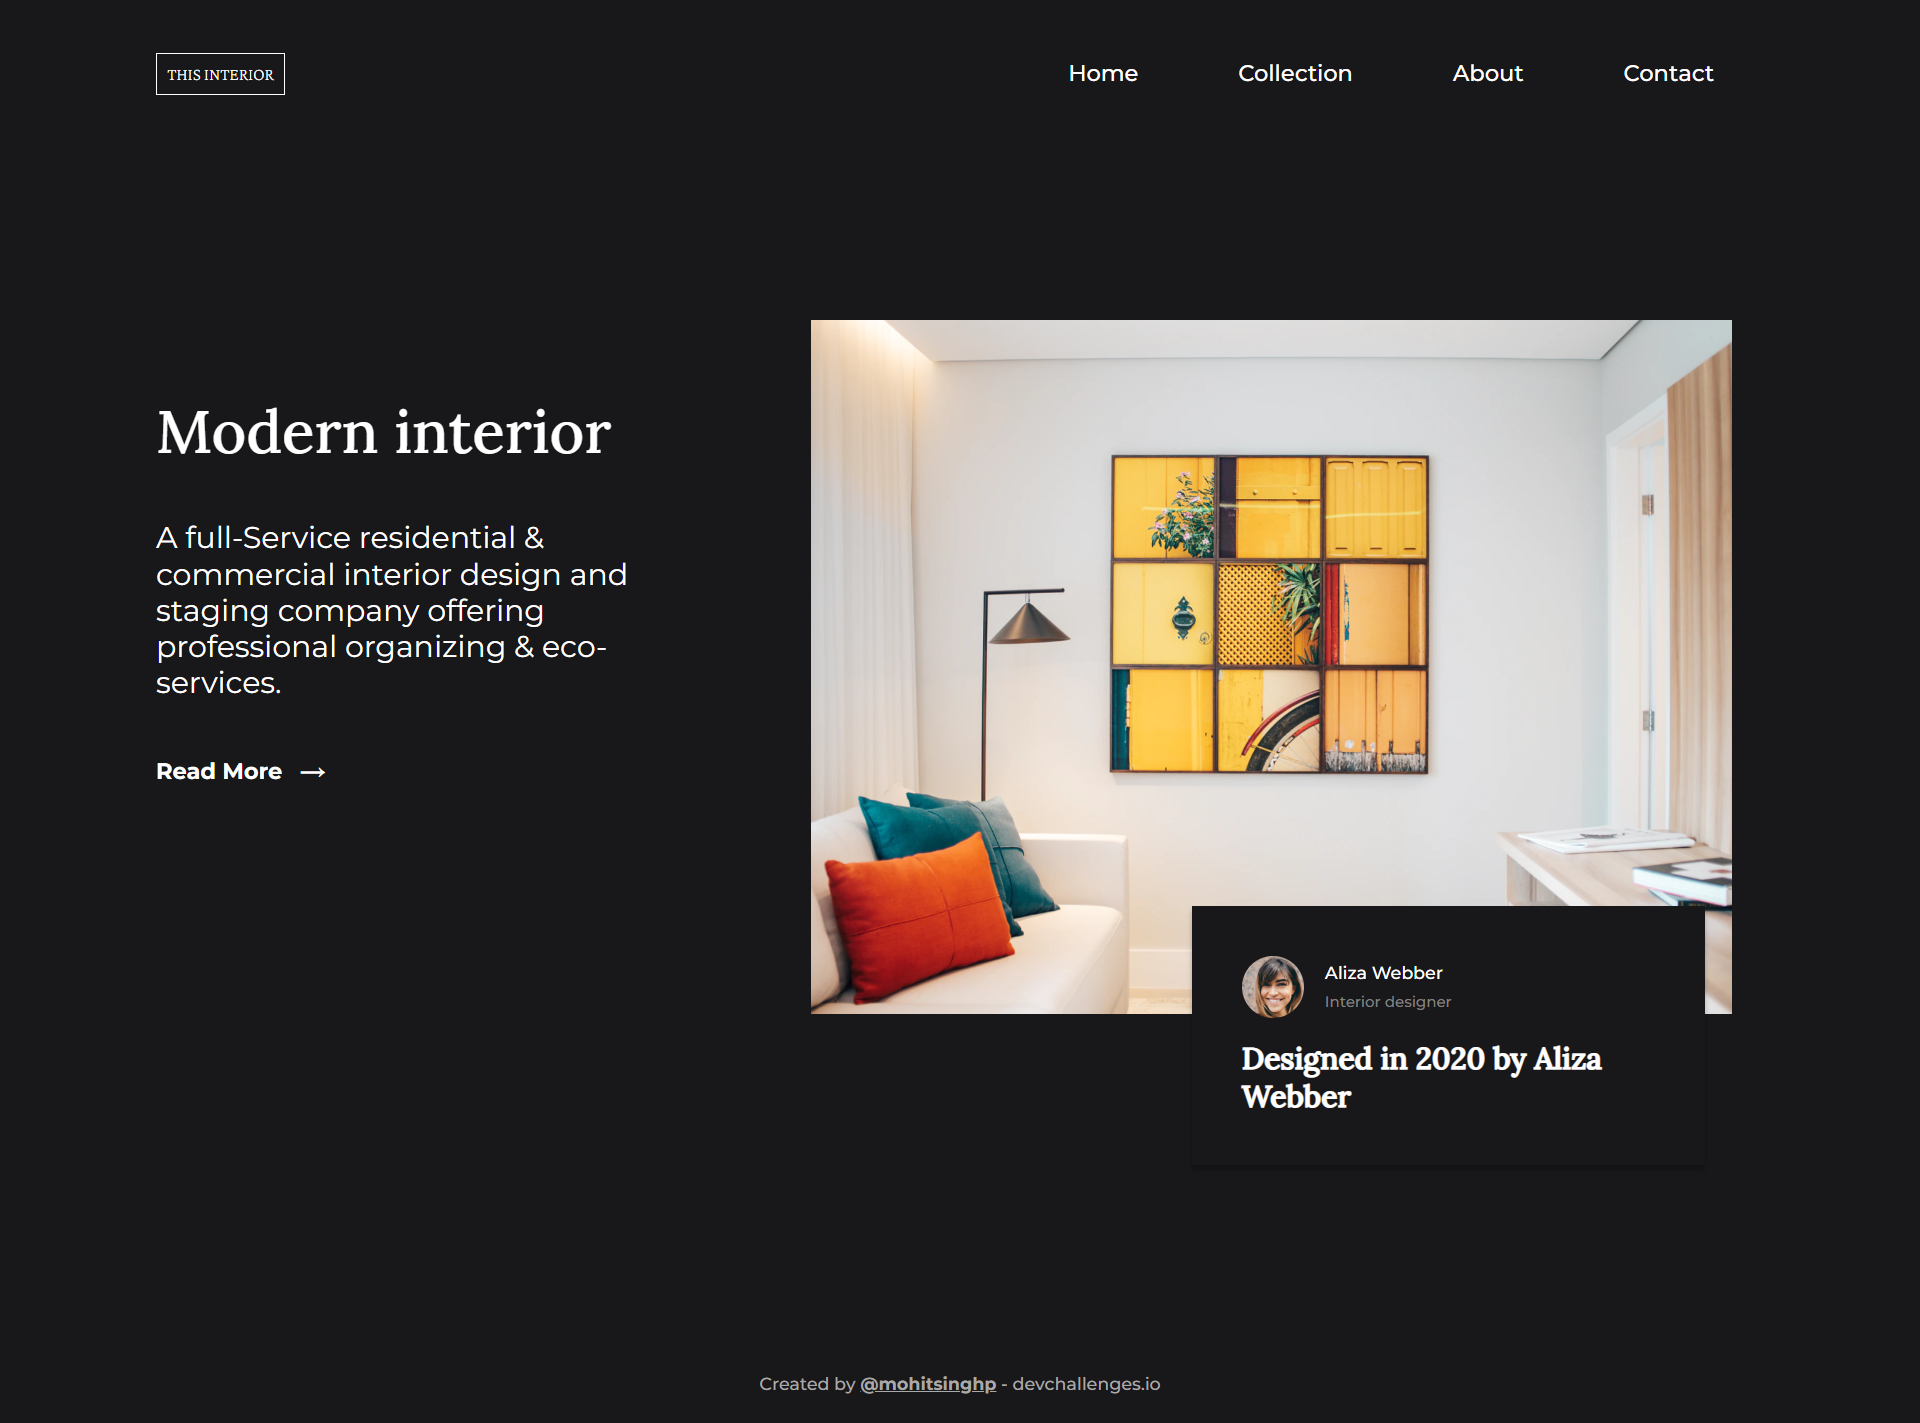 THIS INTERIOR
Home
Collection
About
Contact
Modern interior
A full-Service residential &
commercial interior design and
staging company offering
professional organizing & eco-
services.
Read More →
Aliza Webber
Interior designer
Designed in 2020 by Aliza
Webber
Created by @mohitsinghp - devchallenges.io